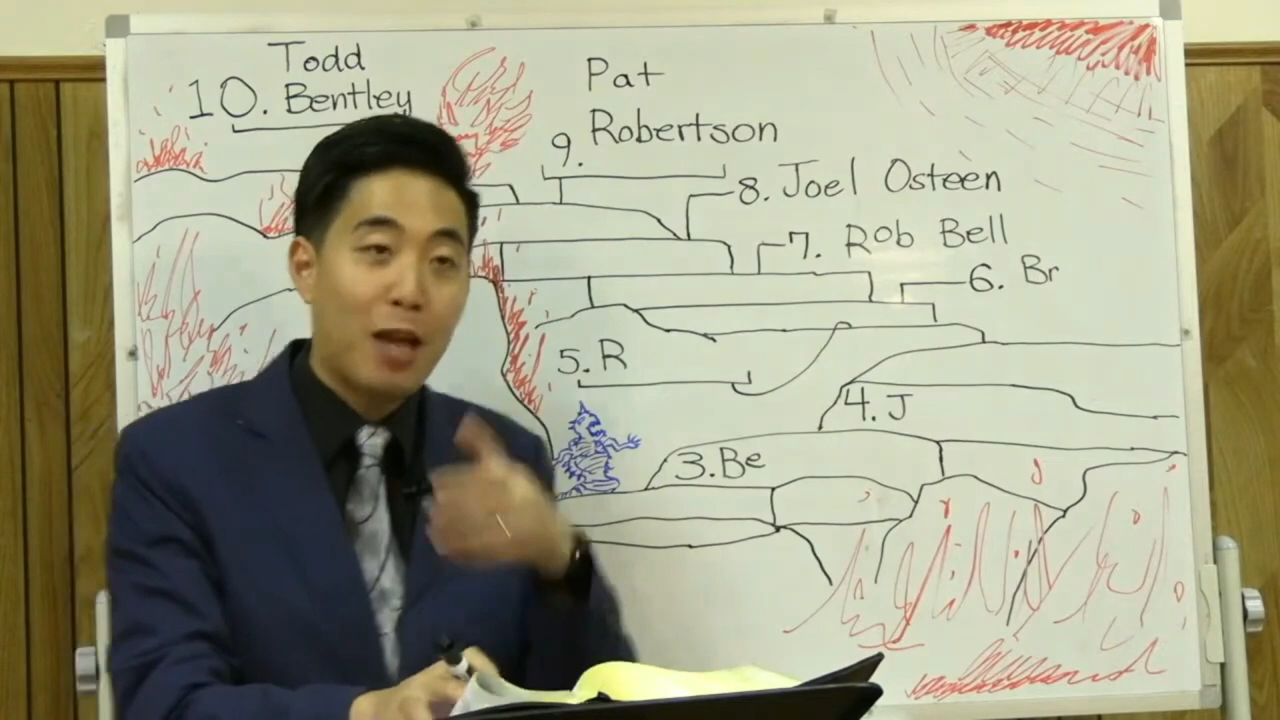 Todd
10. Bentley
Pat
9. Robertson
8. Joel Osteen
7. Rob Bell
6. Br
5. R
4. J
3. Be